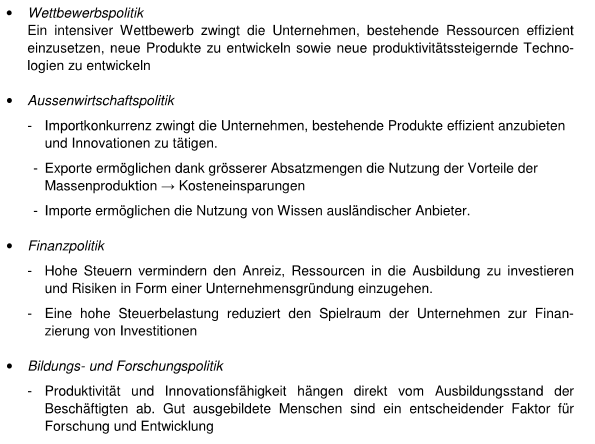 • Wettbewerbspolitik
Ein intensiver Wettbewerb zwingt die Unternehmen, bestehende Ressourcen effizient
einzusetzen, neue Produkte zu entwickeln sowie neue produktivitätssteigernde Techno-
logien zu entwickeln
• Aussenwirtschaftspolitik
- Importkonkurrenz zwingt die Unternehmen, bestehende Produkte effizient anzubieten
und Innovationen zu tätigen.
- Exporte ermöglichen dank grösserer Absatzmengen die Nutzung der Vorteile der
Massenproduktion → Kosteneinsparungen
- Importe ermöglichen die Nutzung von Wissen ausländischer Anbieter.
• Finanzpolitik
- Hohe Steuern vermindern den Anreiz, Ressourcen in die Ausbildung zu investieren
und Risiken in Form einer Unternehmensgründung einzugehen.
- Eine hohe Steuerbelastung reduziert den Spielraum der Unternehmen zur Finan-
zierung von Investitionen
• Bildungs- und Forschungspolitik
- Produktivität und Innovationsfähigkeit hängen direkt vom Ausbildungsstand der
Beschäftigten ab. Gut ausgebildete Menschen sind ein entscheidender Faktor für
Forschung und Entwicklung